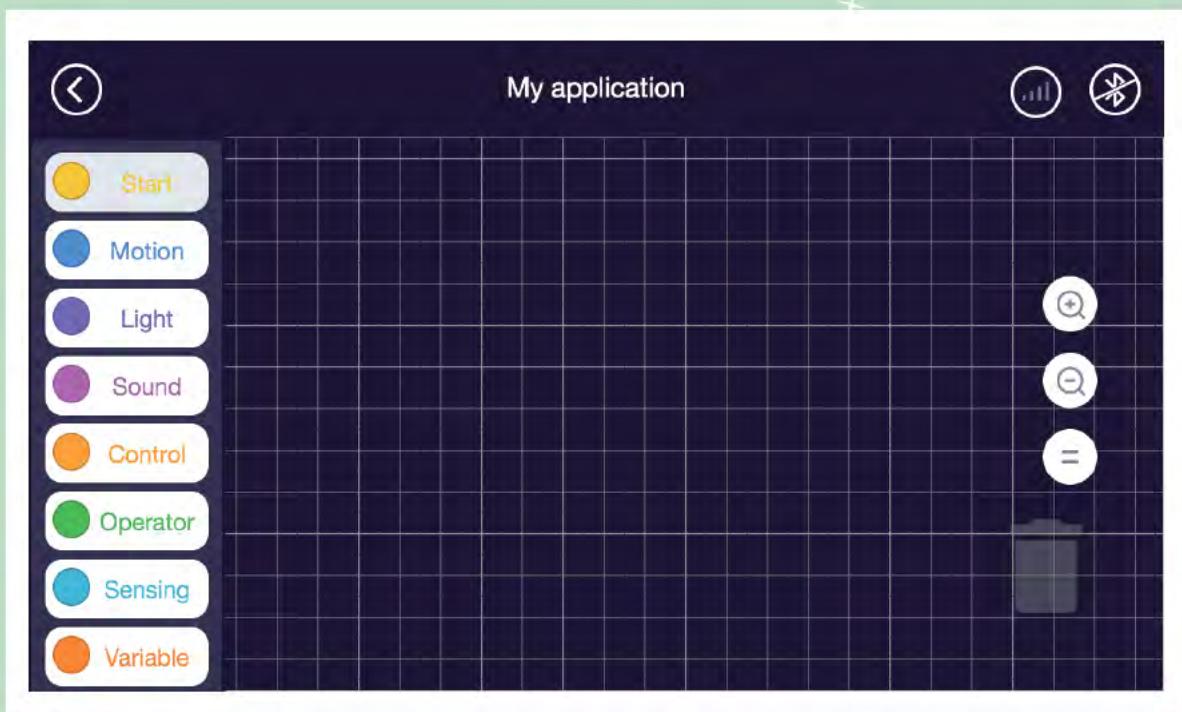 My application
Start
Motion
Light
Sound
Control
Operator
Sensing
Variable